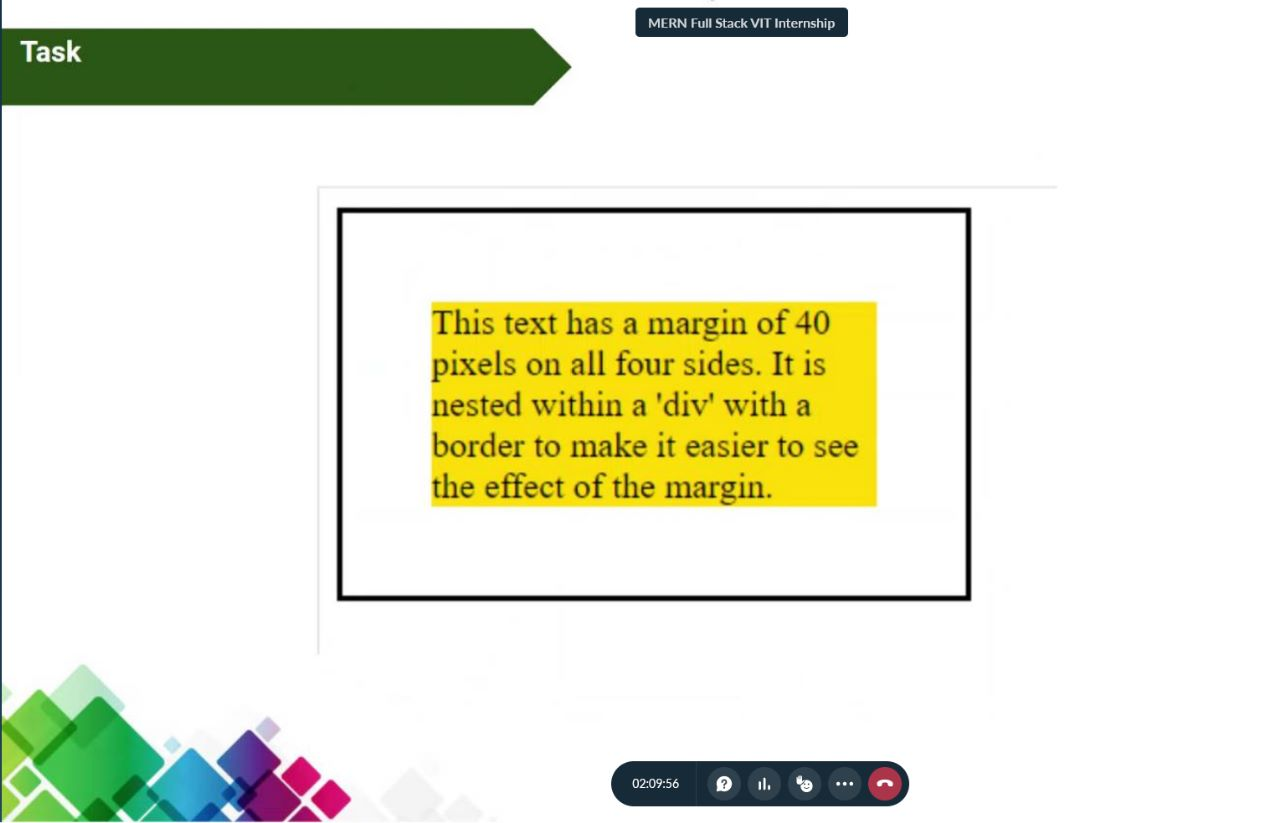 MERN Full Stack VIT Internship
Task
This text has a margin of 40
pixels on all four sides. It is
nested within a 'div' with a
border to make it easier to see
the effect of the margin.
02:09:56